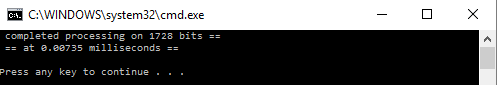 C:\WINDOWS\system32\cmd.exe
completed processing on 1728 bits ==
== at 0.00735 milliseconds ==
Press any key to continue . . .